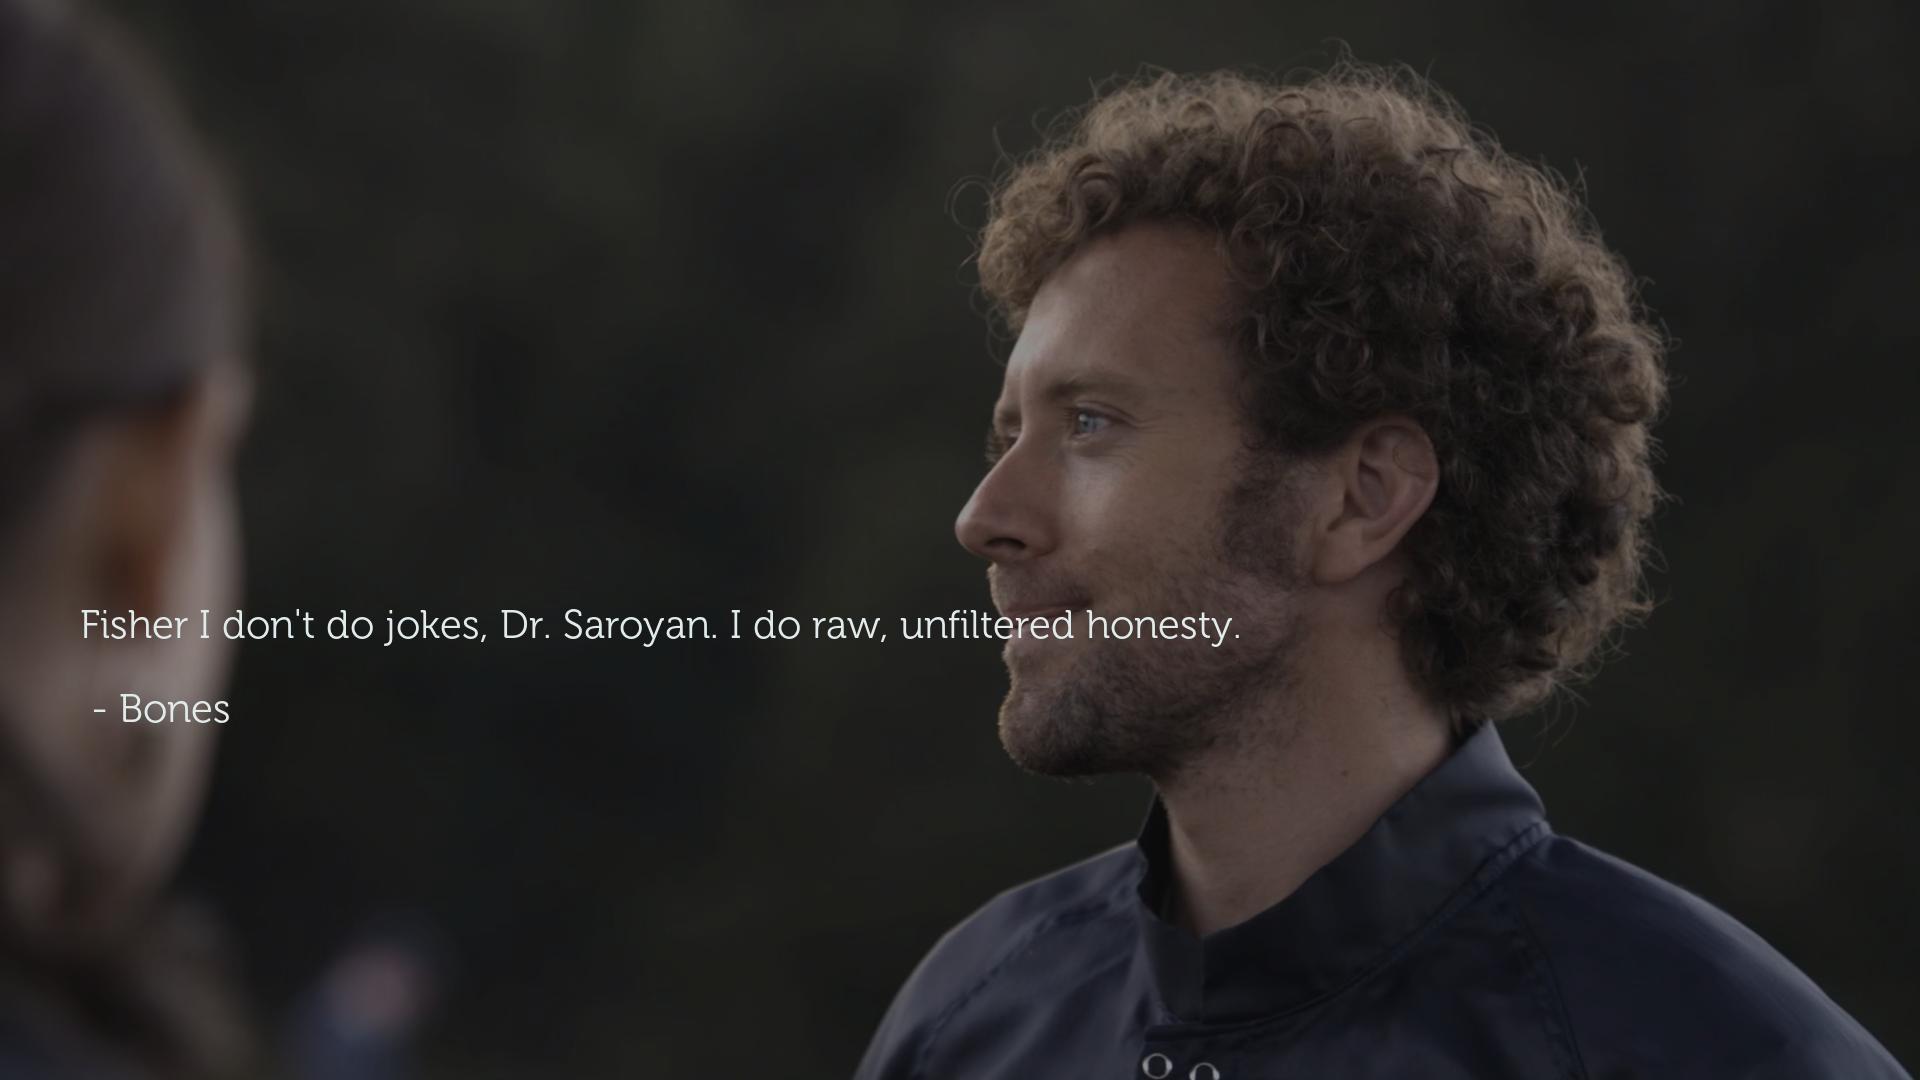 Fisher I don't do jokes, Dr. Saroyan. I do raw, unfiltered honesty.
- Bones